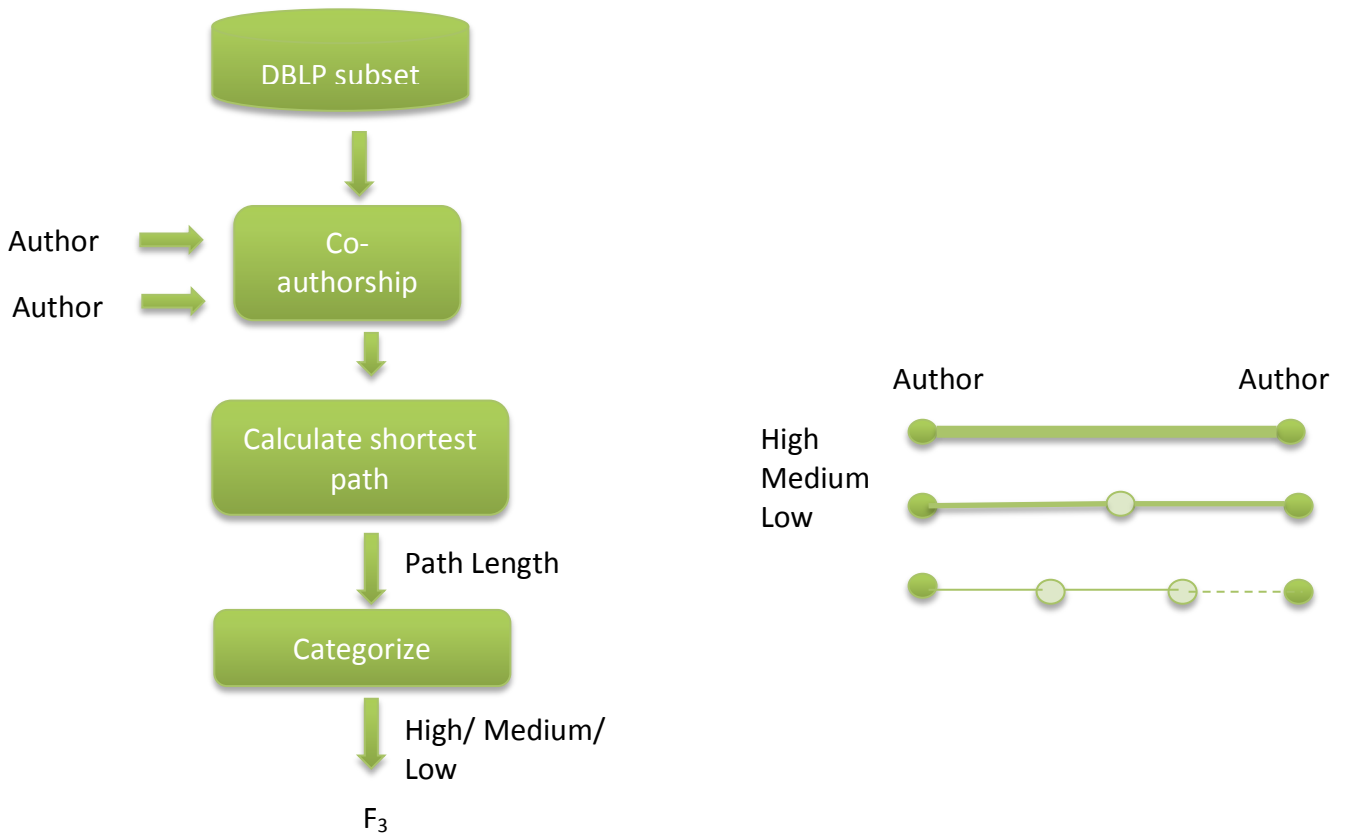 DBLP subset
Author
Co-
authorship
Author
Calculate shortest
path
Path Length
Categorize
High/ Medium/
Low
F₃
Author Author
High
Medium
Low